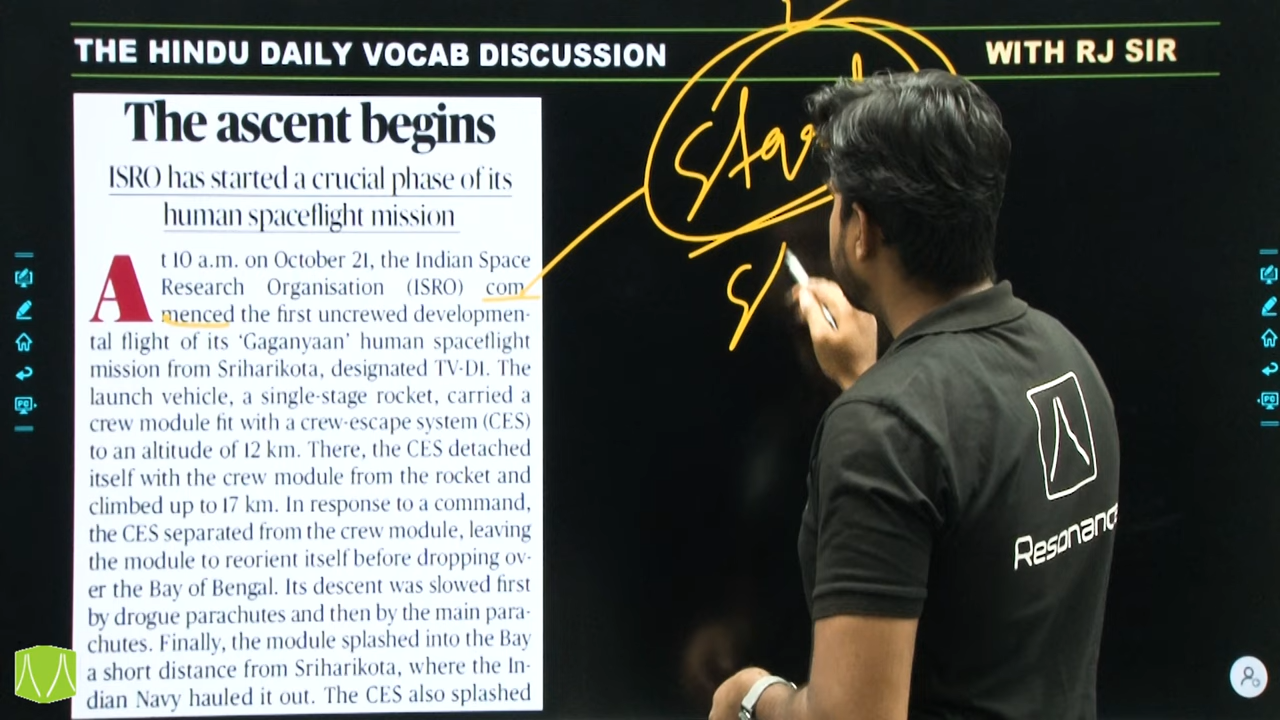 THE HINDU DAILY VOCAB DISCUSSION
WITH RJ SIR
The ascent begins
ISRO has started a crucial phase of its
human spaceflight mission
At 10 a.m. on October 21, the Indian Space
Research Organisation (ISRO) com
menced the first uncrewed developmen-
tal flight of its ‘Gaganyaan’ human spaceflight
mission from Sriharikota, designated TV-D1. The
launch vehicle, a single-stage rocket, carried a
crew module fit with a crew-escape system (CES)
to an altitude of 12 km. There, the CES detached
itself with the crew module from the rocket and
climbed up to 17 km. In response to a command,
the CES separated from the crew module, leaving
the module to reorient itself before dropping ov-
er the Bay of Bengal. Its descent was slowed first
by drogue parachutes and then by the main para-
chutes. Finally, the module splashed into the Bay
a short distance from Sriharikota, where the In-
dian Navy hauled it out. The CES also splashed
Resonanc
PC
PC